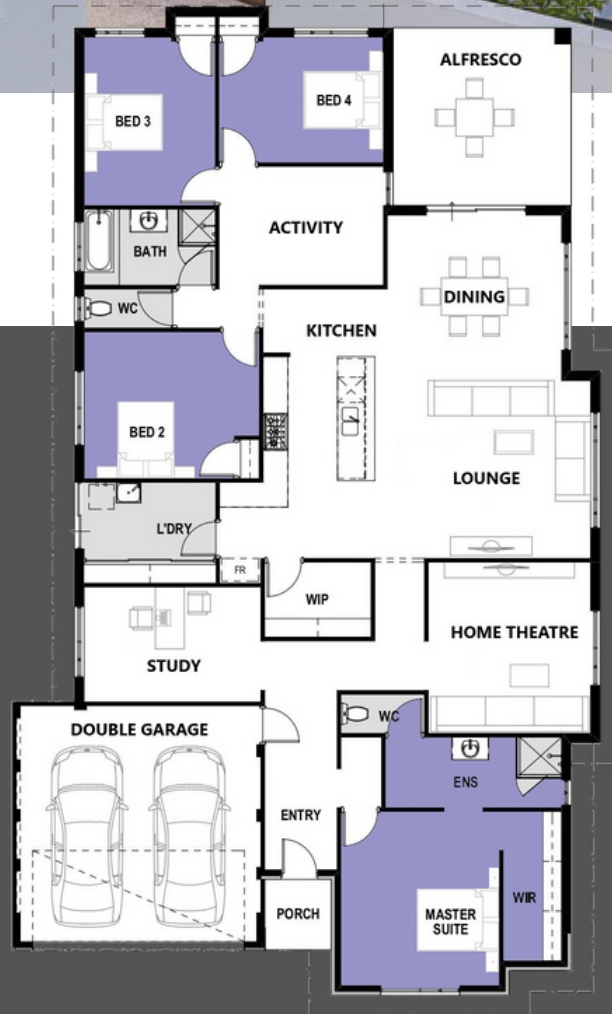 ALFRESCO
BED 4
BED 3
ACTIVITY
BATH
DINING
WC
KITCHEN
BED 2
LOUNGE
L'DRY
FR
WIP
HOME THEATRE
STUDY
WC
DOUBLE GARAGE
ENS
ENTRY
WIR
PORCH
MASTER
SUITE